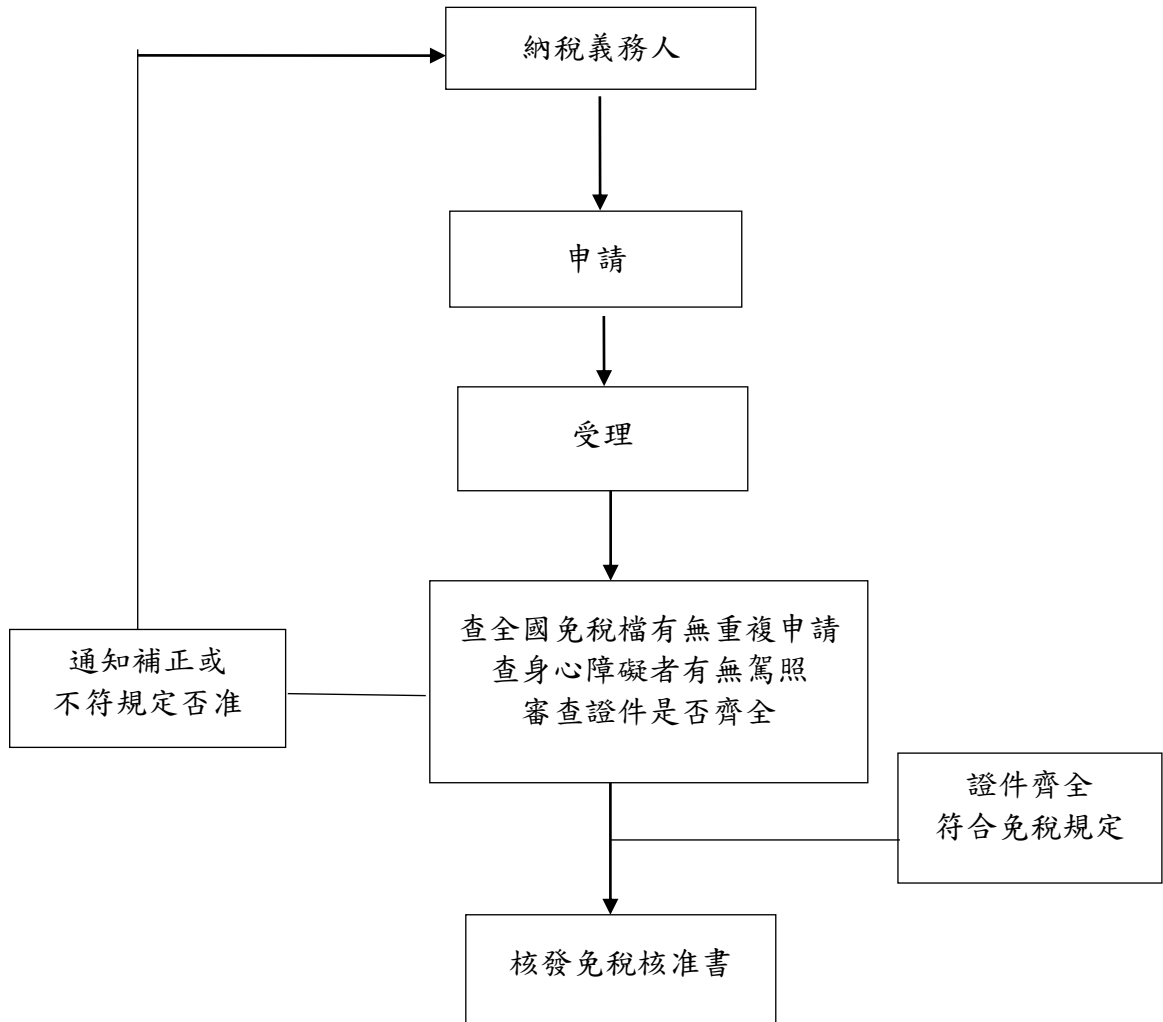 納稅義務人
申請
受理
查全國免稅檔有無重複申請
查身心障礙者有無駕照
審查證件是否齊全
通知補正或
不符規定否准
證件齊全
符合免稅規定
核發免稅核准書